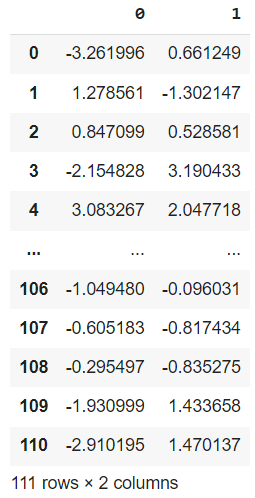 0 1
0 -3.261996 0.661249
1 1.278561 -1.302147
2 0.847099 0.528581
3 -2.154828 3.190433
4 3.083267 2.047718
... ... ...
106 -1.049480 -0.096031
107 -0.605183 -0.817434
108 -0.295497 -0.835275
109 -1.930999 1.433658
110 -2.910195 1.470137
111 rows × 2 columns